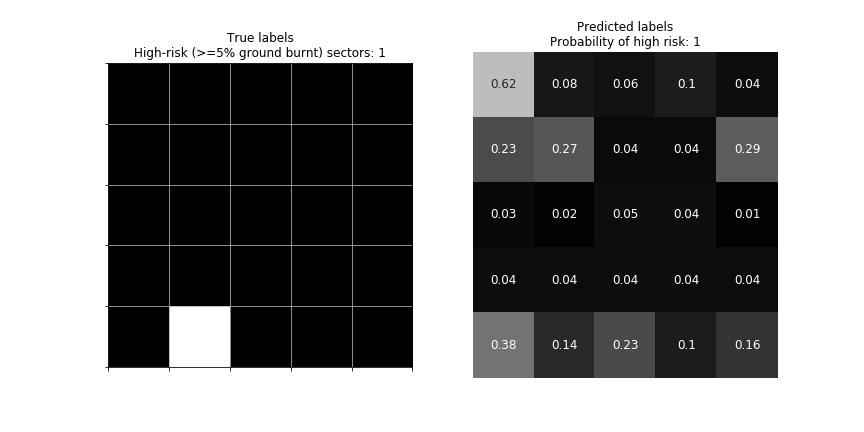 True labels
High-risk (>=5% ground burnt) sectors: 1
Predicted labels
Probability of high risk: 1
0.62 0.08 0.06 0.1 0.04
0.23 0.27 0.04 0.04 0.29
0.03 0.02 0.05 0.04 0.01
0.04 0.04 0.04 0.04 0.04
0.38 0.14 0.23 0.1 0.16